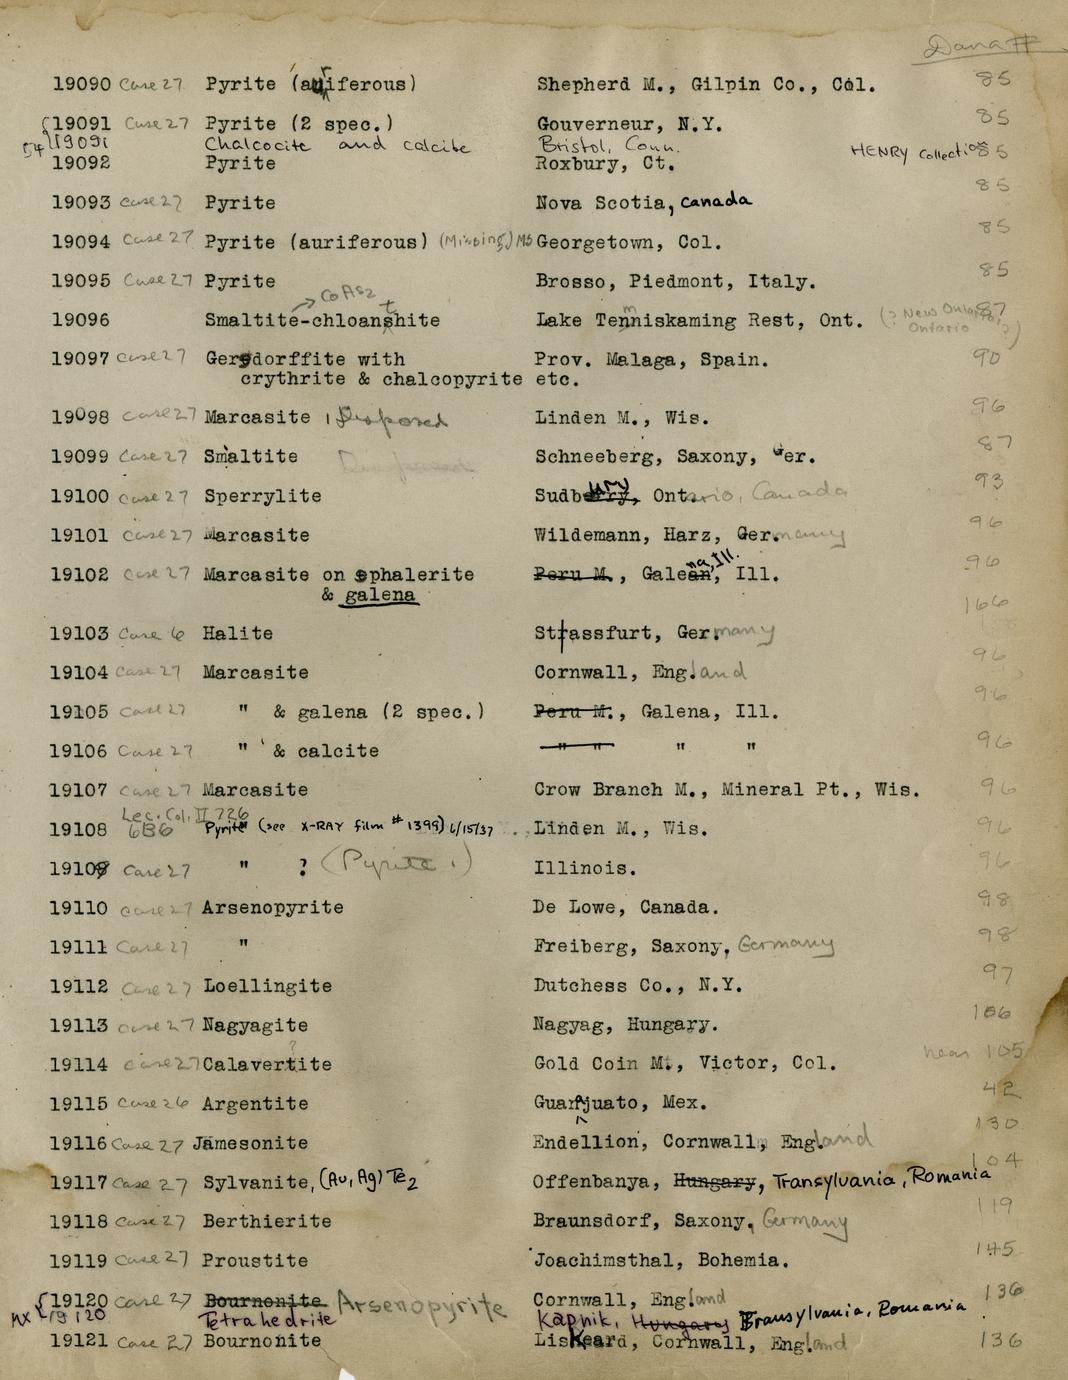 Dana #
19090 Case 27 Pyrite (auriferous) Shepherd M., Gilpin Co., Col. 85
19091 Case 27 Pyrite (2 spec.) Gouverneur, N.Y. 85
19091 Chalcocite and calcite Bristol, Conn. HENRY Collection
19092 Pyrite Roxbury, Ct. 85
19093 Case 27 Pyrite Nova Scotia, Canada 85
19094 Case 27 Pyrite (auriferous) (Missing) MS Georgetown, Col. 85
19095 Case 27 Pyrite Brosso, Piedmont, Italy. 85
CoAs2
19096 Smaltite-chloanthite Lake Temniskaming Rest, Ont. (? New Ontario, Ontario ?) 87
19097 Case 27 Gersdorffite with Prov. Malaga, Spain. 90
crythrite & chalcopyrite etc.
19098 Case 27 Marcasite Disposed Linden M., Wis. 96
19099 Case 27 Smaltite Schneeberg, Saxony, Ger. 87
19100 Case 27 Sperrylite Sudbury, Ontario, Canada 93
19101 Case 27 Marcasite Wildemann, Harz, Germany 96
19102 Case 27 Marcasite on sphalerite Peru M., Galena, Ill. 96
& galena
19103 Case 6 Halite Stassfurt, Germany 166
19104 Case 27 Marcasite Cornwall, England 96
19105 Case 27 " & galena (2 spec.) Peru M., Galena, Ill. 96
19106 Case 27 " & calcite " " " " 96
19107 Case 27 Marcasite Crow Branch M., Mineral Pt., Wis. 96
Lec. Col. II 726
19108 6B6 Pyrite (see X-RAY film #1399) 6/15/37 Linden M., Wis. 96
19109 Case 27 " ? (Pyrite.) Illinois. 96
19110 Case 27 Arsenopyrite De Lowe, Canada. 98
19111 Case 27 " Freiberg, Saxony, Germany 98
19112 Case 27 Loellingite Dutchess Co., N.Y. 97
19113 Case 27 Nagyagite Nagyag, Hungary. 106
19114 Case 27 Calavertite ? Gold Coin M., Victor, Col. near 105
19115 Case 26 Argentite Guanajuato, Mex. 42
19116 Case 27 Jamesonite Endellion, Cornwall, England 130
19117 Case 27 Sylvanite, (Au, Ag) Te2 Offenbanya, Hungary, Transylvania, Romania 104
19118 Case 27 Berthierite Braunsdorf, Saxony, Germany 119
19119 Case 27 Proustite Joachimsthal, Bohemia. 145
19120 Case 27 Bournonite Arsenopyrite Cornwall, England 136
NX 19120 Tetrahedrite Kapnik, Hungary Transylvania, Romania
19121 Case 27 Bournonite Liskeard, Cornwall, England 136